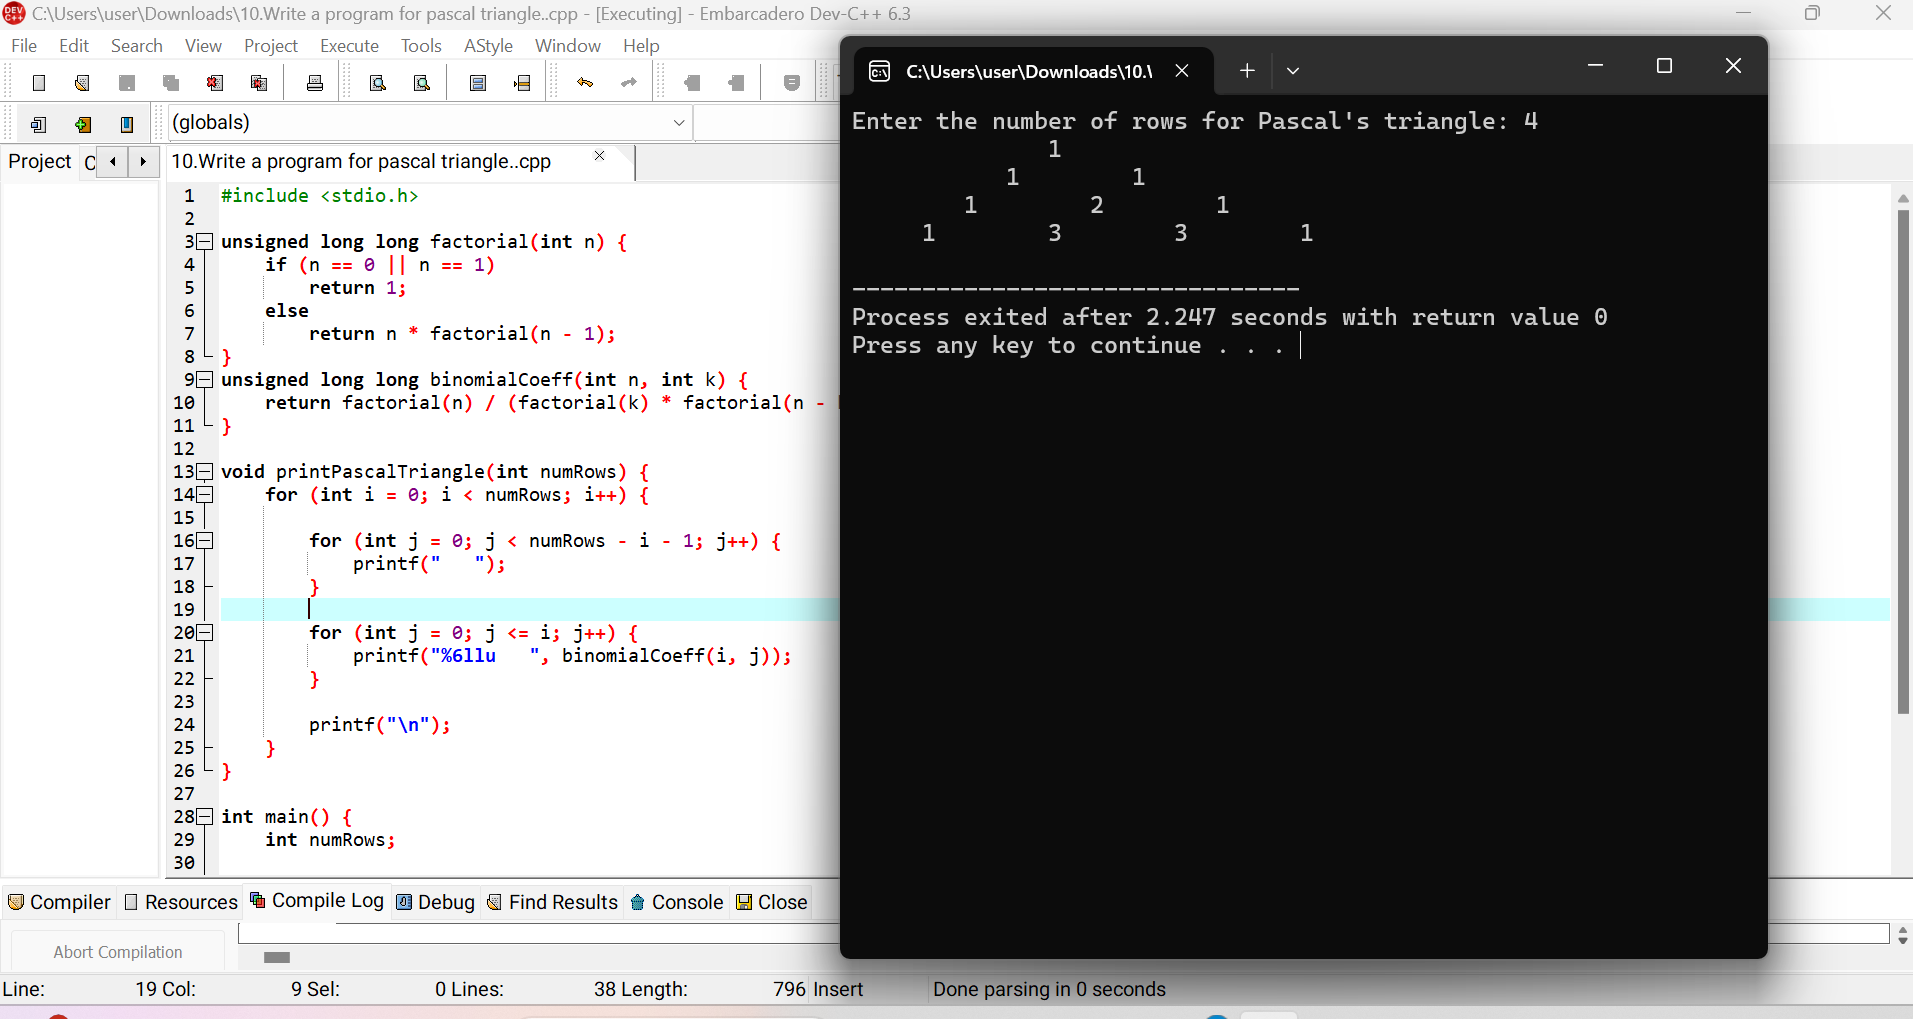 C:\Users\user\Downloads\10.Write a program for pascal triangle..cpp - [Executing] - Embarcadero Dev-C++ 6.3
File Edit Search View Project Execute Tools AStyle Window Help
(globals)
Project C
10.Write a program for pascal triangle..cpp
1 #include <stdio.h>
2
3 unsigned long long factorial(int n) {
4     if (n == 0 || n == 1)
5         return 1;
6     else
7         return n * factorial(n - 1);
8 }
9 unsigned long long binomialCoeff(int n, int k) {
10     return factorial(n) / (factorial(k) * factorial(n -
11 }
12
13 void printPascalTriangle(int numRows) {
14     for (int i = 0; i < numRows; i++) {
15
16         for (int j = 0; j < numRows - i - 1; j++) {
17             printf("   ");
18         }
19
20         for (int j = 0; j <= i; j++) {
21             printf("%6llu   ", binomialCoeff(i, j));
22         }
23
24         printf("\n");
25     }
26 }
27
28 int main() {
29     int numRows;
30
C:\Users\user\Downloads\10.\
Enter the number of rows for Pascal's triangle: 4
              1
           1        1
        1        2        1
     1        3        3        1
--------------------------------
Process exited after 2.247 seconds with return value 0
Press any key to continue . . .
Compiler Resources Compile Log Debug Find Results Console Close
Abort Compilation
Line: 19 Col: 9 Sel: 0 Lines: 38 Length: 796 Insert Done parsing in 0 seconds